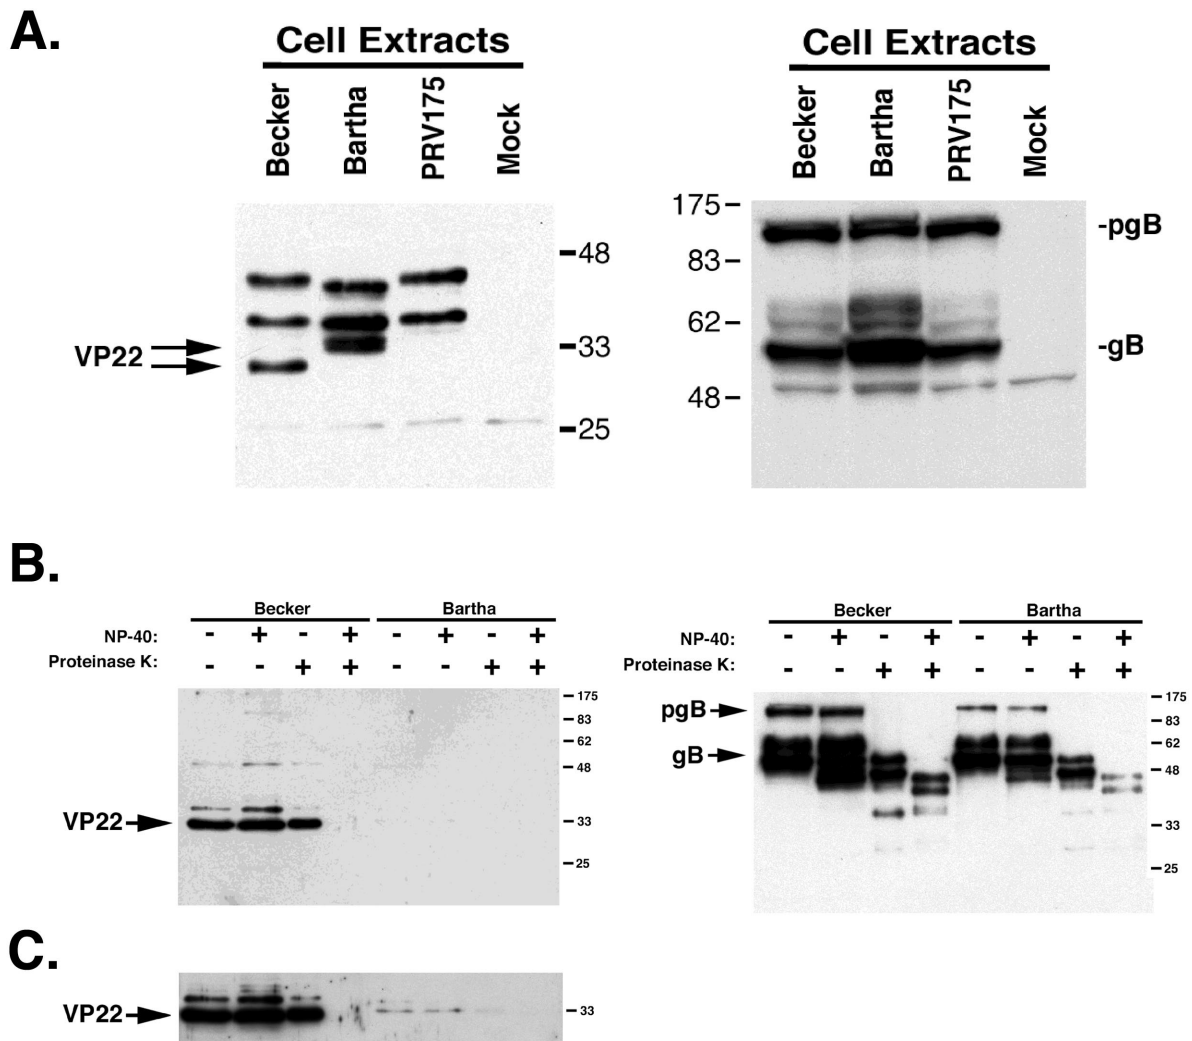 A.
Cell Extracts
Becker
Bartha
PRV175
Mock
VP22
48
33
25
Cell Extracts
Becker
Bartha
PRV175
Mock
175
83
62
48
-pgB
-gB
B.
Becker Bartha
NP-40: - + - + - + - +
Proteinase K: - - + + - - + +
VP22
175
83
62
48
33
25
Becker Bartha
NP-40: - + - + - + - +
Proteinase K: - - + + - - + +
pgB
gB
175
83
62
48
33
25
C.
VP22
33